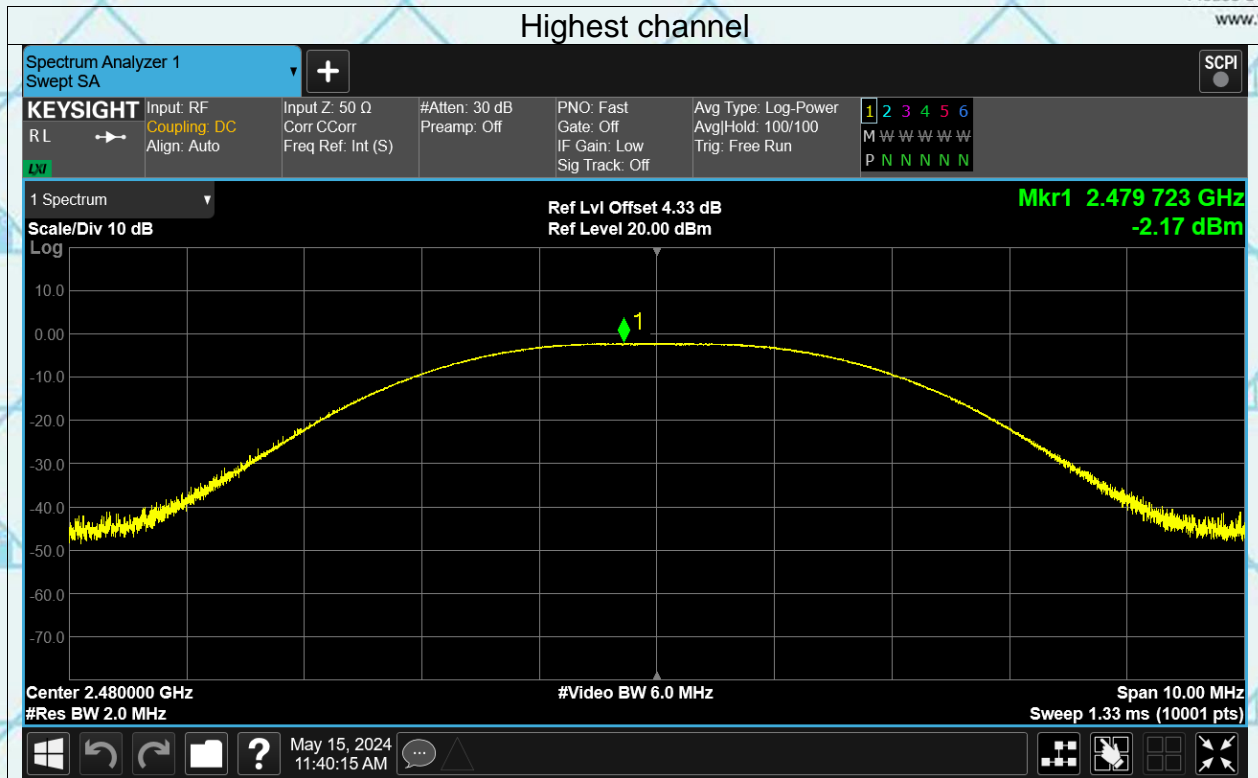 www.
Highest channel
Spectrum Analyzer 1
Swept SA
SCPI
KEYSIGHT
R L
LXI
Input: RF
Coupling: DC
Align: Auto
Input Z: 50 Ω
Corr CCorr
Freq Ref: Int (S)
#Atten: 30 dB
Preamp: Off
PNO: Fast
Gate: Off
IF Gain: Low
Sig Track: Off
Avg Type: Log-Power
Avg|Hold: 100/100
Trig: Free Run
1 2 3 4 5 6
M W W W W W
P N N N N N
1 Spectrum
Scale/Div 10 dB
Ref Lvl Offset 4.33 dB
Ref Level 20.00 dBm
Mkr1 2.479 723 GHz
-2.17 dBm
Log
10.0
0.00
-10.0
-20.0
-30.0
-40.0
-50.0
-60.0
-70.0
1
Center 2.480000 GHz
#Res BW 2.0 MHz
#Video BW 6.0 MHz
Span 10.00 MHz
Sweep 1.33 ms (10001 pts)
?
May 15, 2024
11:40:15 AM